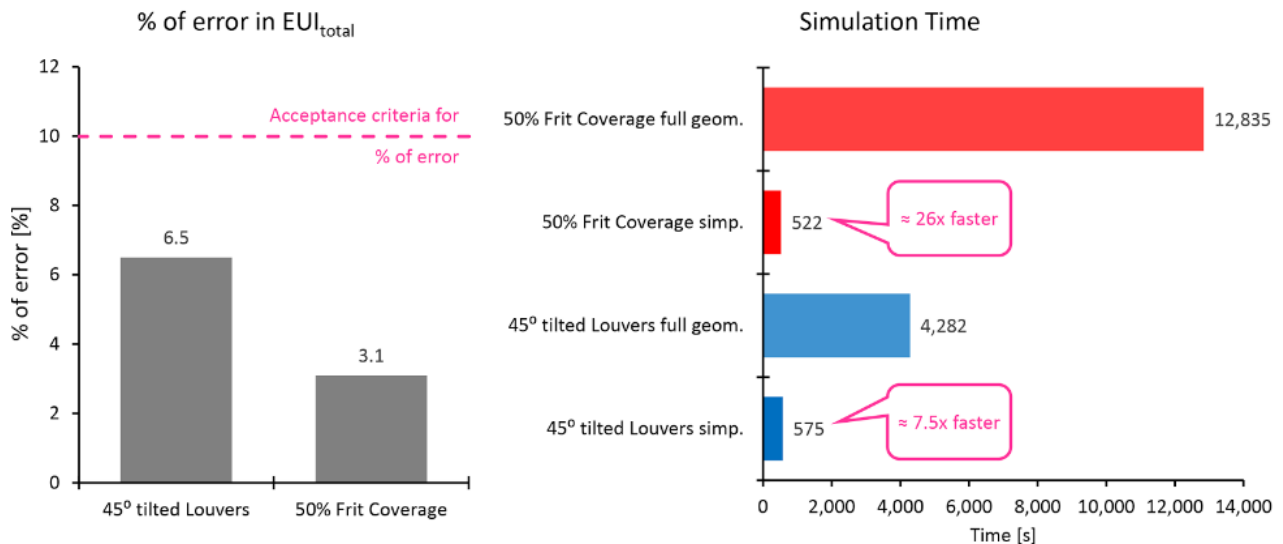 % of error in EUItotal
12
10
8
6
4
2
0
% of error [%]
Acceptance criteria for
% of error
6.5
3.1
45⁰ tilted Louvers
50% Frit Coverage
Simulation Time
50% Frit Coverage full geom.
12,835
50% Frit Coverage simp.
522
≈ 26x faster
45⁰ tilted Louvers full geom.
4,282
45⁰ tilted Louvers simp.
575
≈ 7.5x faster
0
2,000
4,000
6,000
8,000
10,000
12,000
14,000
Time [s]